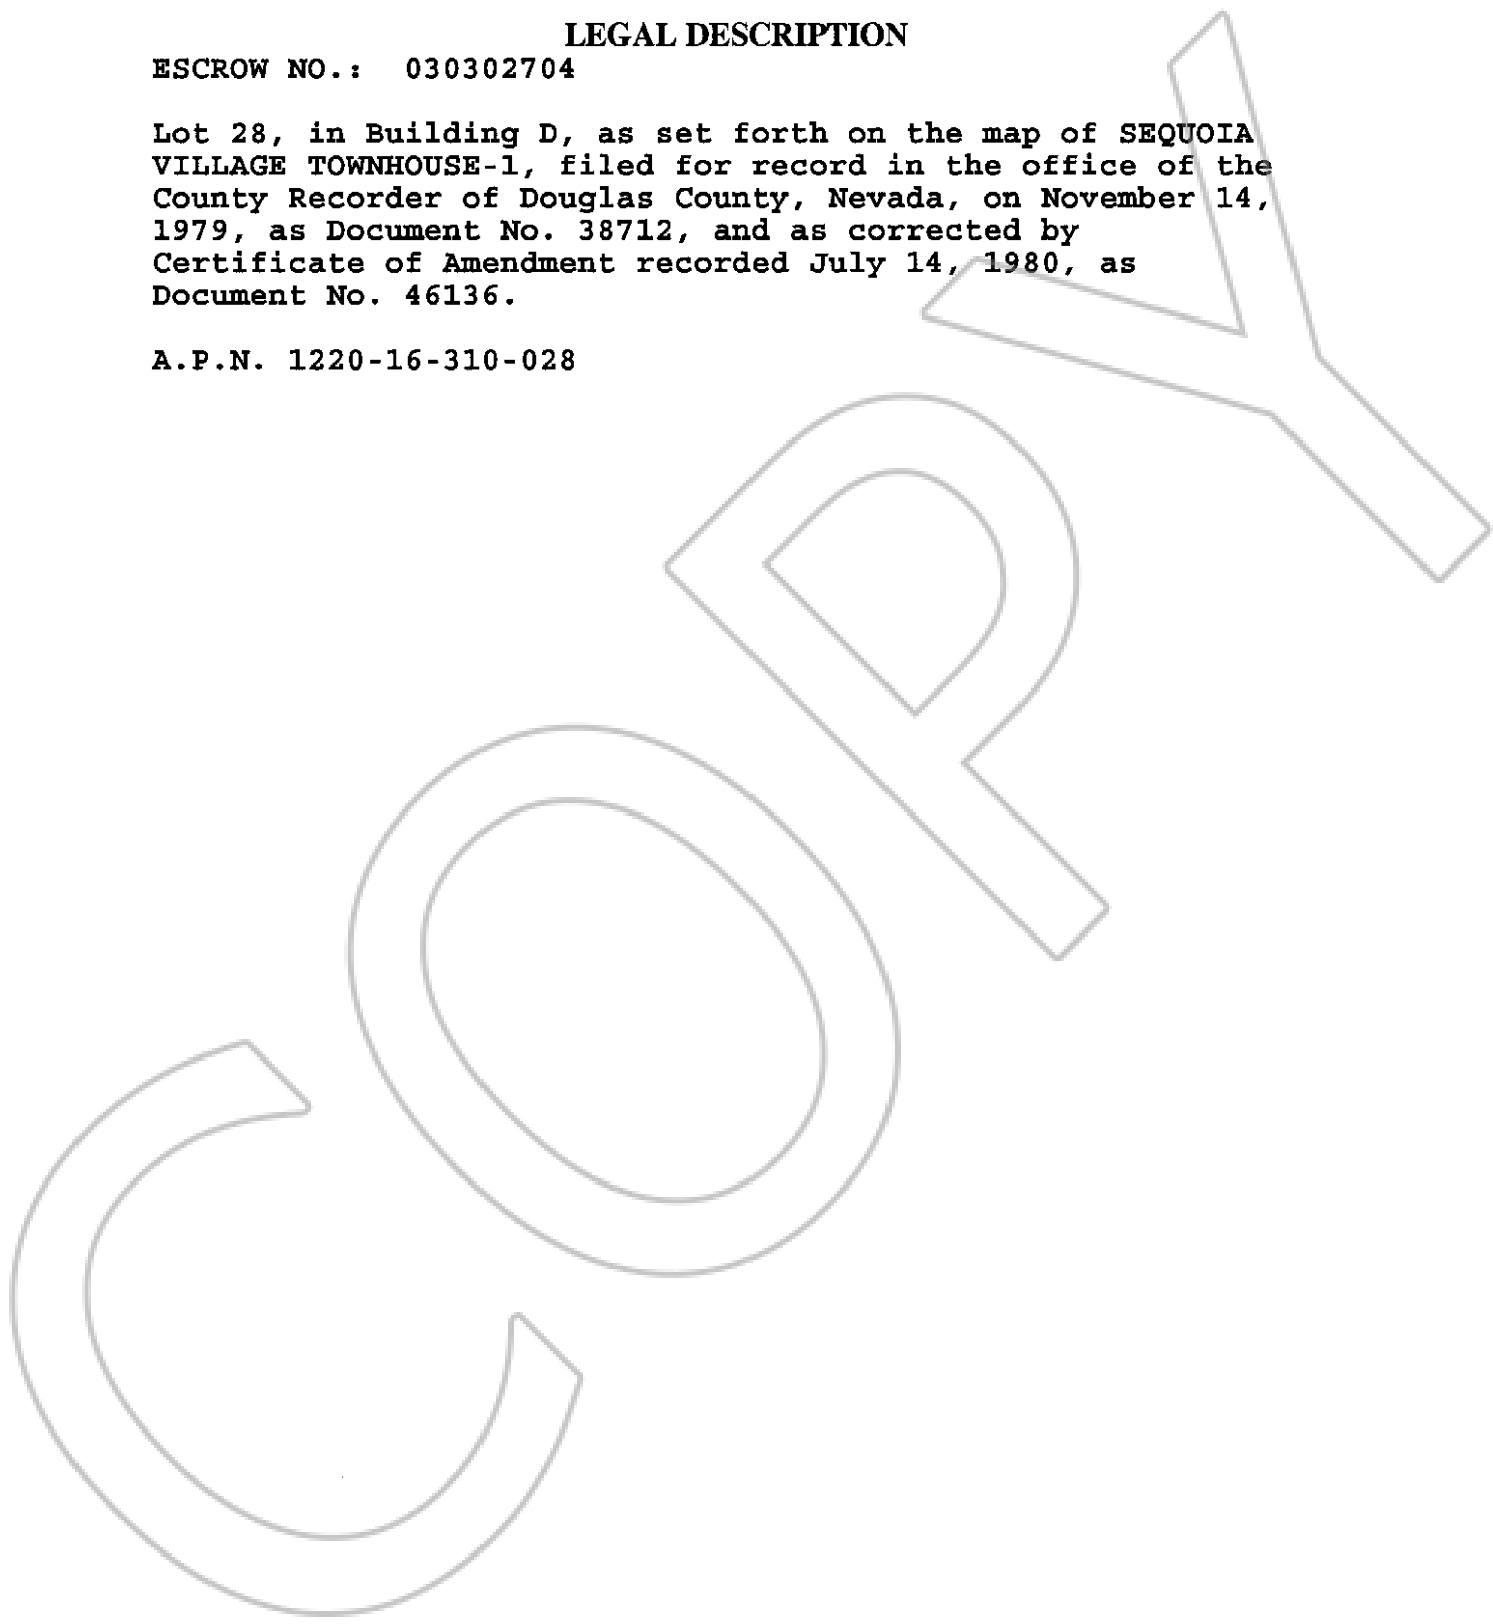 LEGAL DESCRIPTION
ESCROW NO.: 030302704
Lot 28, in Building D, as set forth on the map of SEQUOIA
VILLAGE TOWNHOUSE-1, filed for record in the office of the
County Recorder of Douglas County, Nevada, on November 14,
1979, as Document No. 38712, and as corrected by
Certificate of Amendment recorded July 14, 1980, as
Document No. 46136.
A.P.N. 1220-16-310-028
COPY